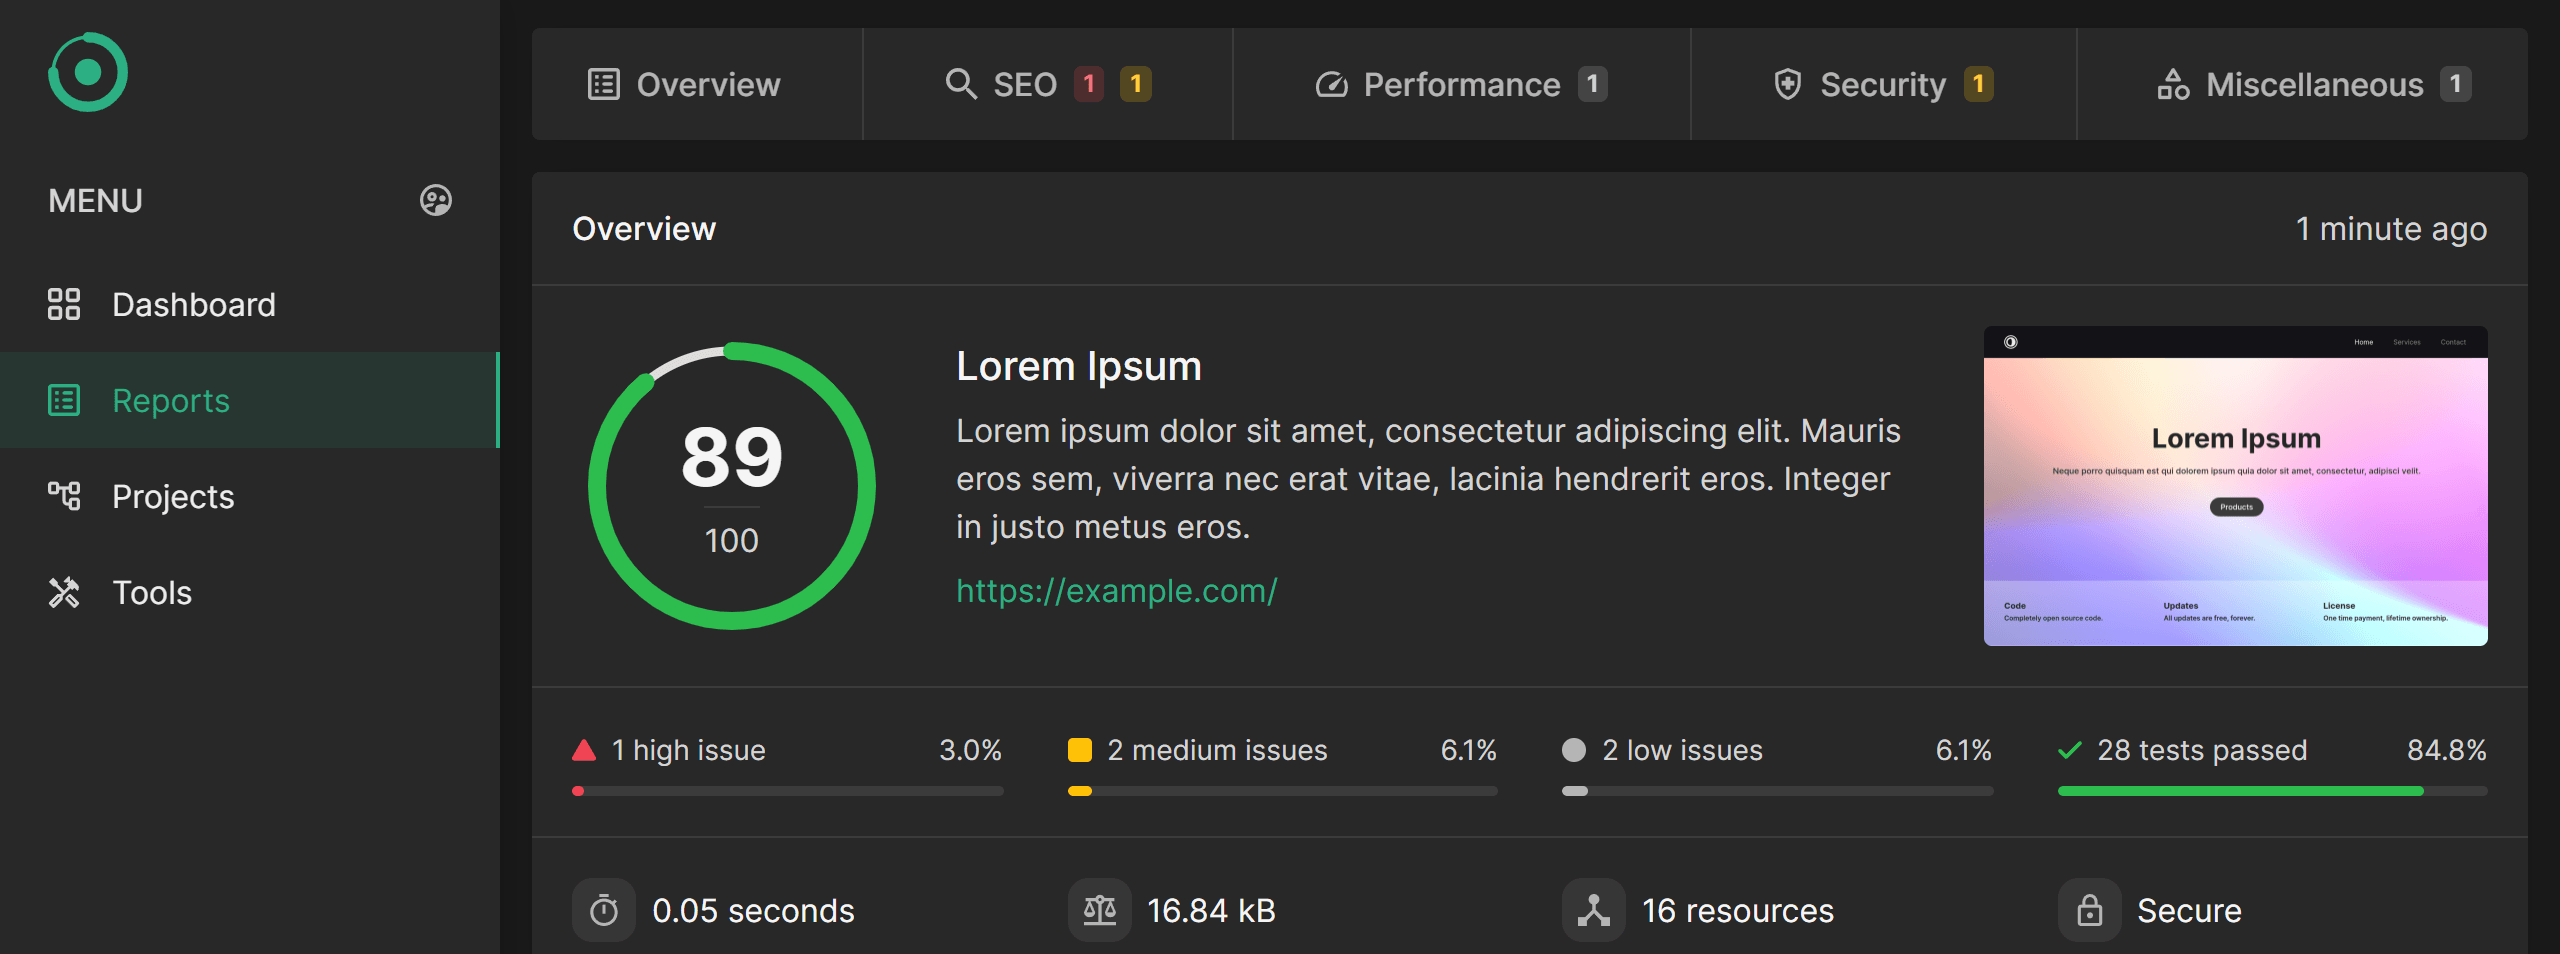 MENU
Dashboard
Reports
Projects
Tools
Overview
SEO 1 1
Performance 1
Security 1
Miscellaneous 1
Overview
1 minute ago
89
100
Lorem Ipsum
Lorem ipsum dolor sit amet, consectetur adipiscing elit. Mauris
eros sem, viverra nec erat vitae, lacinia hendrerit eros. Integer
in justo metus eros.
https://example.com/
Home Services Contact
Lorem Ipsum
Neque porro quisquam est qui dolorem ipsum quia dolor sit amet, consectetur, adipisci velit.
Products
Code
Completely open source code.
Updates
All updates are free, forever.
License
One time payment, lifetime ownership.
1 high issue 3.0%
2 medium issues 6.1%
2 low issues 6.1%
28 tests passed 84.8%
0.05 seconds
16.84 kB
16 resources
Secure